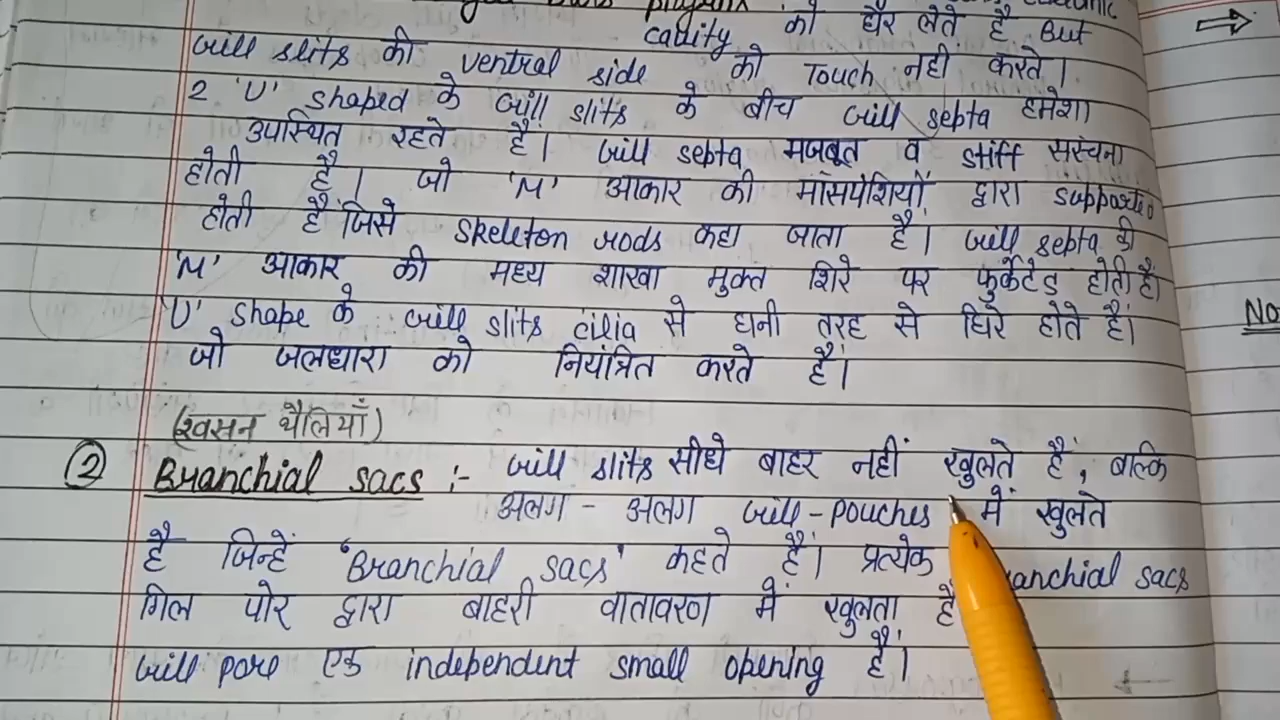 को घेर लेते है But
cavity
Gill slits की ventral side को Touch नहीं करते।
2 'U' shaped के Gill slits के बीच Gill septa हमेशा
उपस्थित रहते हैं। Gill septa मजबूत व stiff संरचना
होती है। जो 'M' आकार की मांसपेशियों द्वारा supported
होती हैं जिसे skeleton rods कहा जाता है। Gill septa की
'M' आकार की मध्य शाखा मुक्त शिरे पर फुर्केटेड होती है।
'U' shape के Gill slits cilia से घनी तरह से घिरे होते हैं।
जो जलधारा को नियंत्रित करते हैं।
(श्वसन थैलियाँ)
② Branchial sacs :- Gill slits सीधे बाहर नहीं खुलते हैं, बल्कि
अलग - अलग Gill-Pouches में खुलते
है जिन्हें 'Branchial sacs' कहते हैं। प्रत्येक anchial sacs
गिल पोर द्वारा बाहरी वातावरण में खुलता है
Gill pore एक independent small opening है।
No